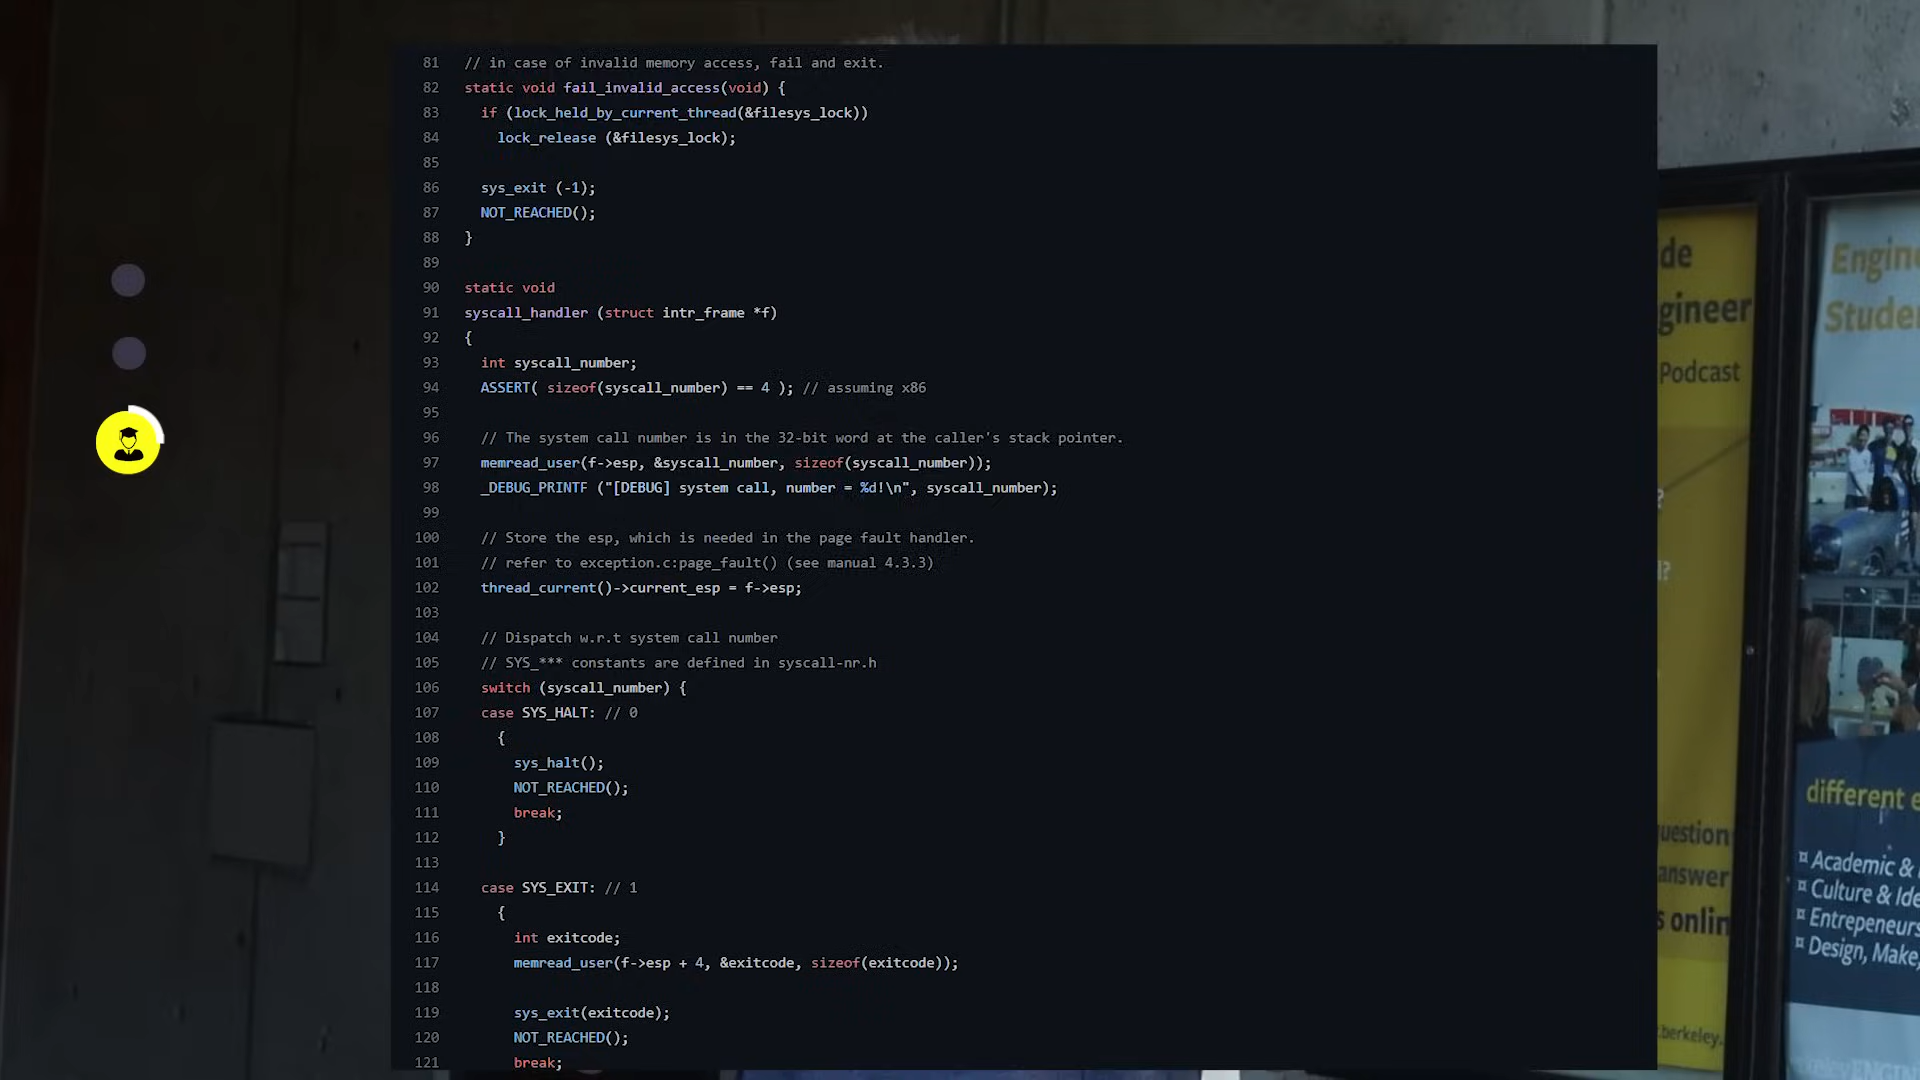 81 // in case of invalid memory access, fail and exit.
82 static void fail_invalid_access(void) {
83 if (lock_held_by_current_thread(&filesys_lock))
84 lock_release (&filesys_lock);
85
86 sys_exit (-1);
87 NOT_REACHED();
88 }
89
90 static void
91 syscall_handler (struct intr_frame *f)
92 {
93 int syscall_number;
94 ASSERT( sizeof(syscall_number) == 4 ); // assuming x86
95
96 // The system call number is in the 32-bit word at the caller's stack pointer.
97 memread_user(f->esp, &syscall_number, sizeof(syscall_number));
98 _DEBUG_PRINTF ("[DEBUG] system call, number = %d!\n", syscall_number);
99
100 // Store the esp, which is needed in the page fault handler.
101 // refer to exception.c:page_fault() (see manual 4.3.3)
102 thread_current()->current_esp = f->esp;
103
104 // Dispatch w.r.t system call number
105 // SYS_*** constants are defined in syscall-nr.h
106 switch (syscall_number) {
107 case SYS_HALT: // 0
108 {
109 sys_halt();
110 NOT_REACHED();
111 break;
112 }
113
114 case SYS_EXIT: // 1
115 {
116 int exitcode;
117 memread_user(f->esp + 4, &exitcode, sizeof(exitcode));
118
119 sys_exit(exitcode);
120 NOT_REACHED();
121 break;
de
gineer
Podcast
?
d?
uestion
answer
s onlin
.berkeley.
Engine
Studen
different e
¤ Academic &
¤ Culture & Ide
¤ Entrepeneurs
¤ Design, Make,